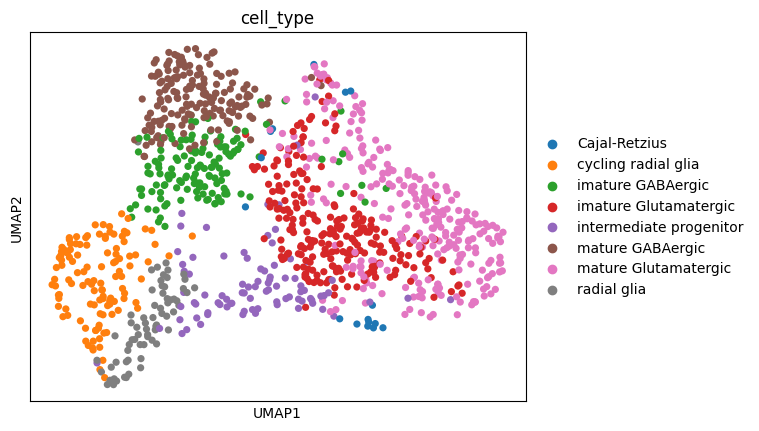 cell_type
UMAP2
UMAP1
Cajal-Retzius
cycling radial glia
imature GABAergic
imature Glutamatergic
intermediate progenitor
mature GABAergic
mature Glutamatergic
radial glia